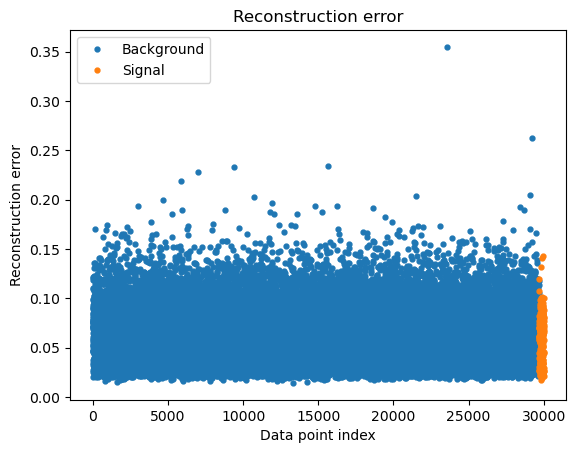 Reconstruction error
Background
Signal
Reconstruction error
0.35
0.30
0.25
0.20
0.15
0.10
0.05
0.00
0 5000 10000 15000 20000 25000 30000
Data point index